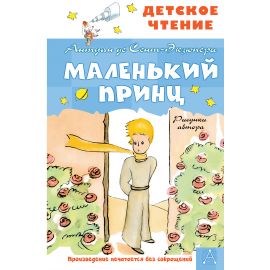 ДЕТСКОЕ
ЧТЕНИЕ
Антуан де Сент-Экзюпери
МАЛЕНЬКИЙ
ПРИНЦ
Рисунки
автора
Произведение печатается без сокращений
А